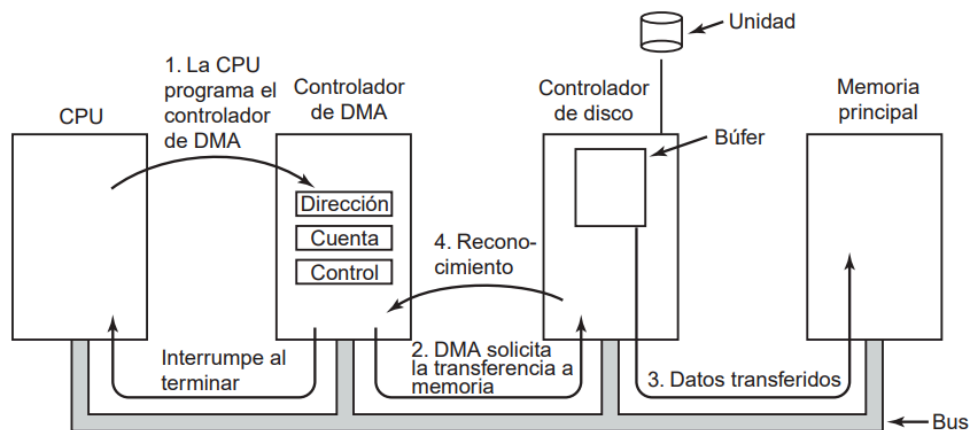 Unidad
1. La CPU
programa el
controlador
de DMA
CPU
Controlador
de DMA
Controlador
de disco
Memoria
principal
Búfer
Dirección
Cuenta
Control
4. Recono-
cimiento
Interrumpe al
terminar
2. DMA solicita
la transferencia a
memoria
3. Datos transferidos
Bus